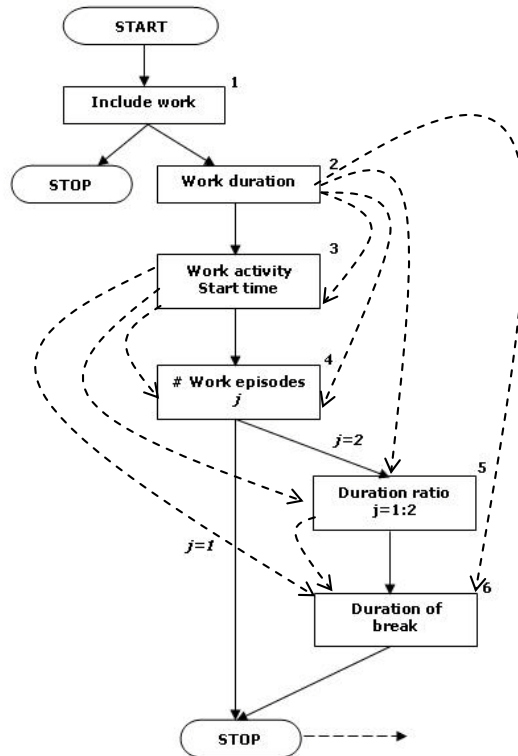 START
1
Include work
STOP
2
Work duration
3
Work activity
Start time
4
# Work episodes
j
j=2
5
Duration ratio
j=1:2
j=1
6
Duration of
break
STOP